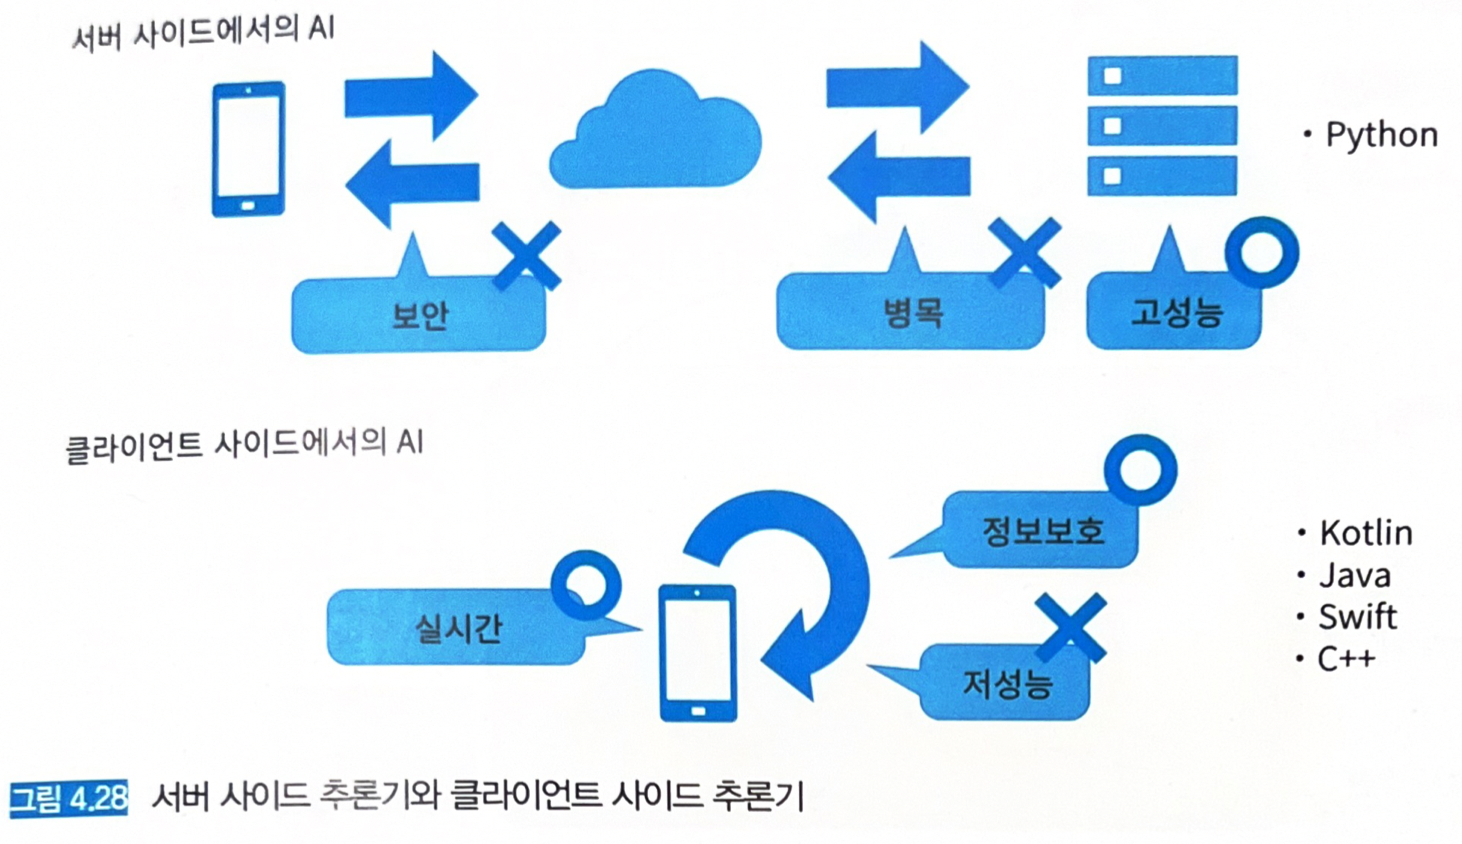 서버 사이드에서의 AI
• Python
보안
병목
고성능
클라이언트 사이드에서의 AI
정보보호
실시간
저성능
• Kotlin
• Java
• Swift
• C++
그림 4.28 서버 사이드 추론기와 클라이언트 사이드 추론기